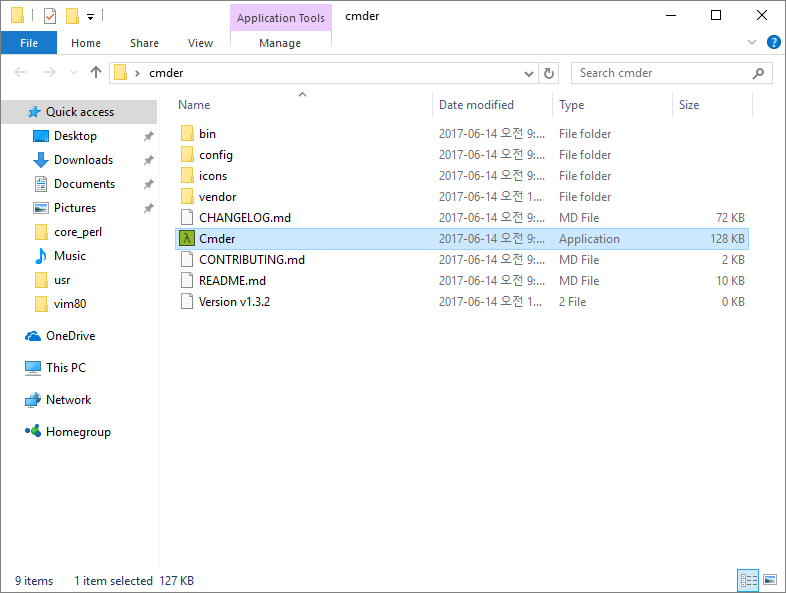 Application Tools cmder
File Home Share View Manage
cmder Search cmder
Name Date modified Type Size
Quick access
Desktop
Downloads
Documents
Pictures
core_perl
Music
usr
vim80
OneDrive
This PC
Network
Homegroup
bin 2017-06-14 오전 9:... File folder
config 2017-06-14 오전 9:... File folder
icons 2017-06-14 오전 9:... File folder
vendor 2017-06-14 오전 1... File folder
CHANGELOG.md 2017-06-14 오전 9:... MD File 72 KB
λ Cmder 2017-06-14 오전 9:... Application 128 KB
CONTRIBUTING.md 2017-06-14 오전 9:... MD File 2 KB
README.md 2017-06-14 오전 9:... MD File 10 KB
Version v1.3.2 2017-06-14 오전 1... 2 File 0 KB
9 items 1 item selected 127 KB